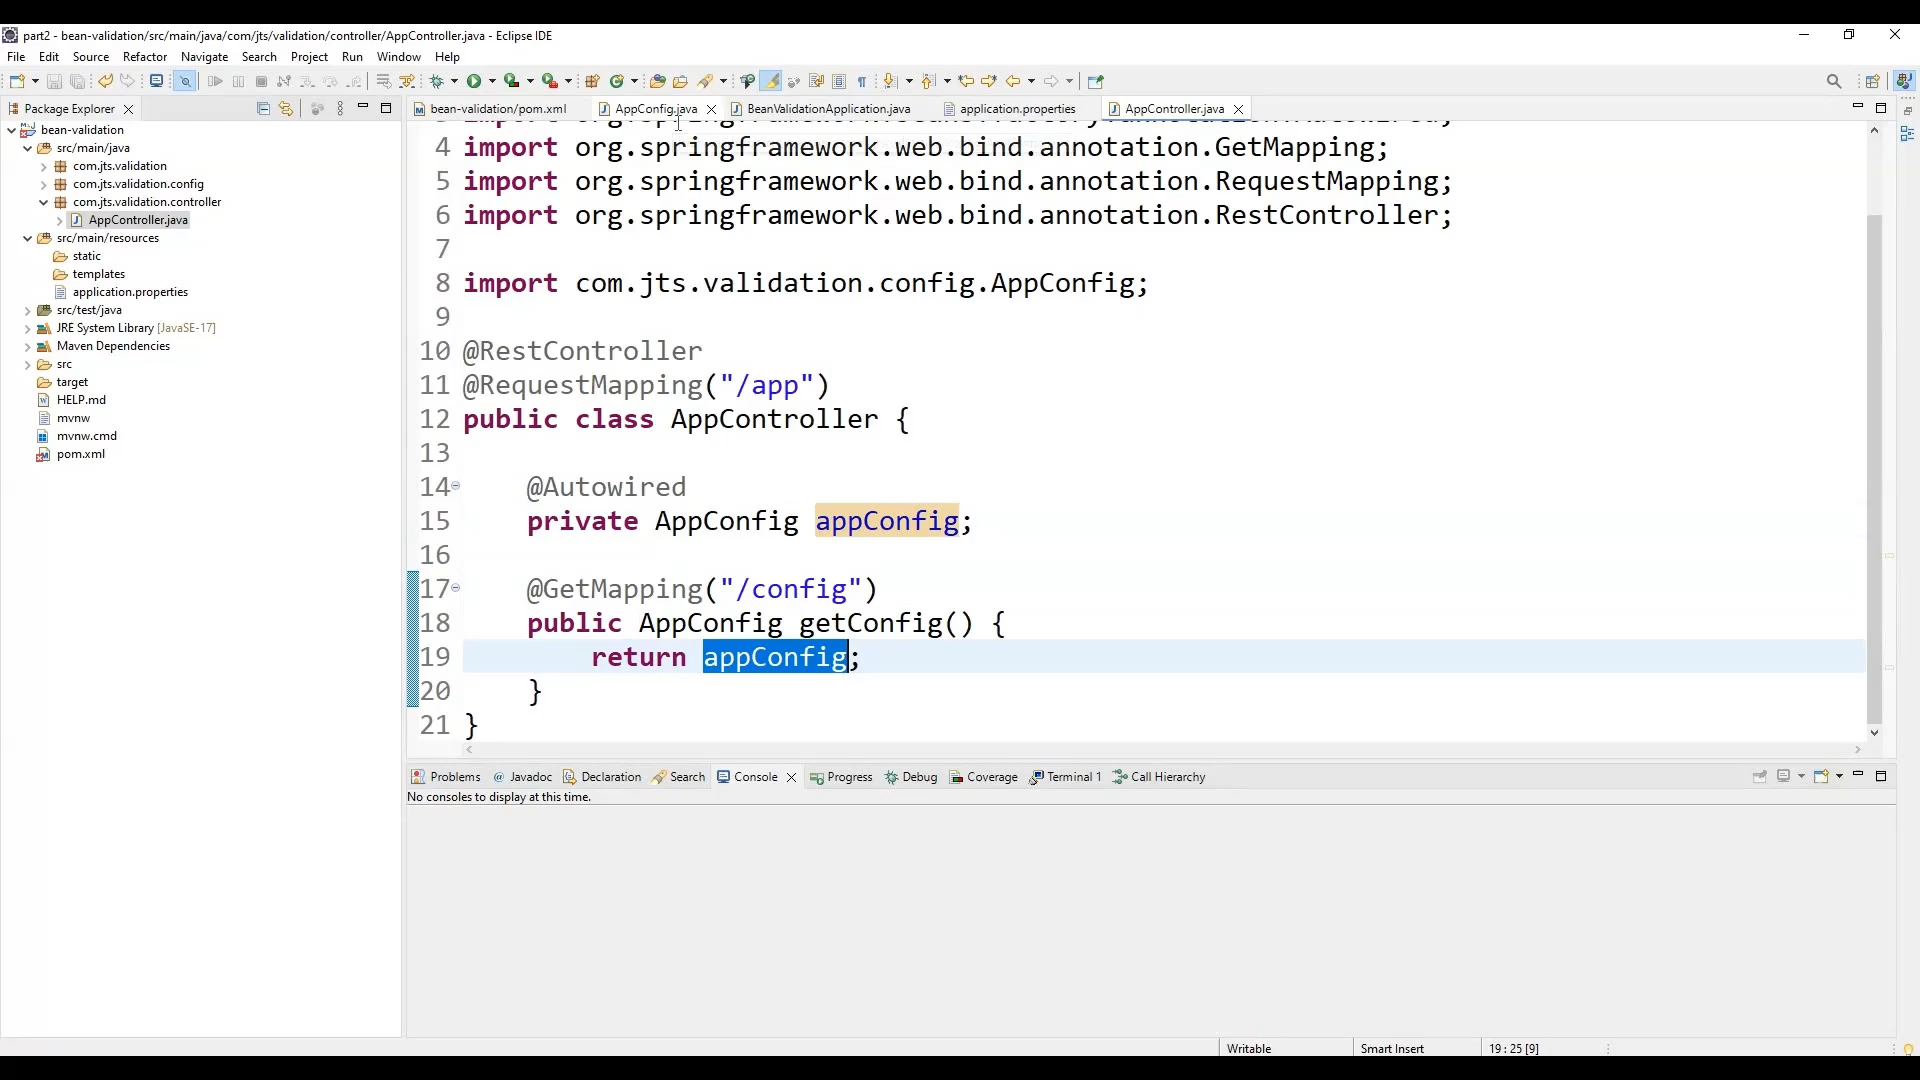 part2 - bean-validation/src/main/java/com/jts/validation/controller/AppController.java - Eclipse IDE
File Edit Source Refactor Navigate Search Project Run Window Help
Package Explorer
bean-validation/pom.xml AppConfig.java BeanValidationApplication.java application.properties AppController.java
bean-validation
src/main/java
com.jts.validation
com.jts.validation.config
com.jts.validation.controller
AppController.java
src/main/resources
static
templates
application.properties
src/test/java
JRE System Library [JavaSE-17]
Maven Dependencies
src
target
HELP.md
mvnw
mvnw.cmd
pom.xml
4 import org.springframework.web.bind.annotation.GetMapping;
5 import org.springframework.web.bind.annotation.RequestMapping;
6 import org.springframework.web.bind.annotation.RestController;
7
8 import com.jts.validation.config.AppConfig;
9
10 @RestController
11 @RequestMapping("/app")
12 public class AppController {
13
14 @Autowired
15 private AppConfig appConfig;
16
17 @GetMapping("/config")
18 public AppConfig getConfig() {
19 return appConfig;
20 }
21 }
Problems Javadoc Declaration Search Console Progress Debug Coverage Terminal 1 Call Hierarchy
No consoles to display at this time.
Writable Smart Insert 19 : 25 [9]